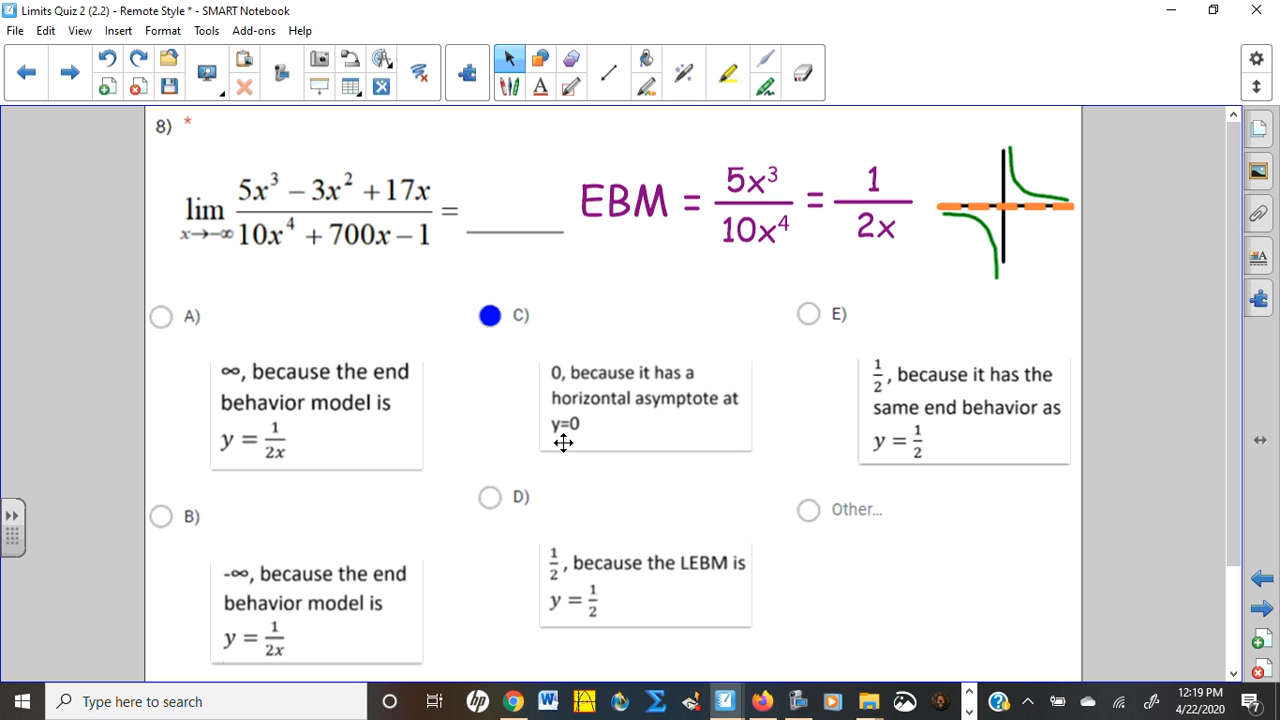 Limits Quiz 2 (2.2) - Remote Style * - SMART Notebook
File Edit View Insert Format Tools Add-ons Help
8) *
lim x→-∞ (5x³ – 3x² + 17x) / (10x⁴ + 700x – 1) = ______
EBM = 5x³ / 10x⁴ = 1 / 2x
A)
∞, because the end
behavior model is
y = 1/2x
B)
-∞, because the end
behavior model is
y = 1/2x
C)
0, because it has a
horizontal asymptote at
y=0
D)
1/2, because the LEBM is
y = 1/2
E)
1/2, because it has the
same end behavior as
y = 1/2
Other...
Type here to search
12:19 PM
4/22/2020
7